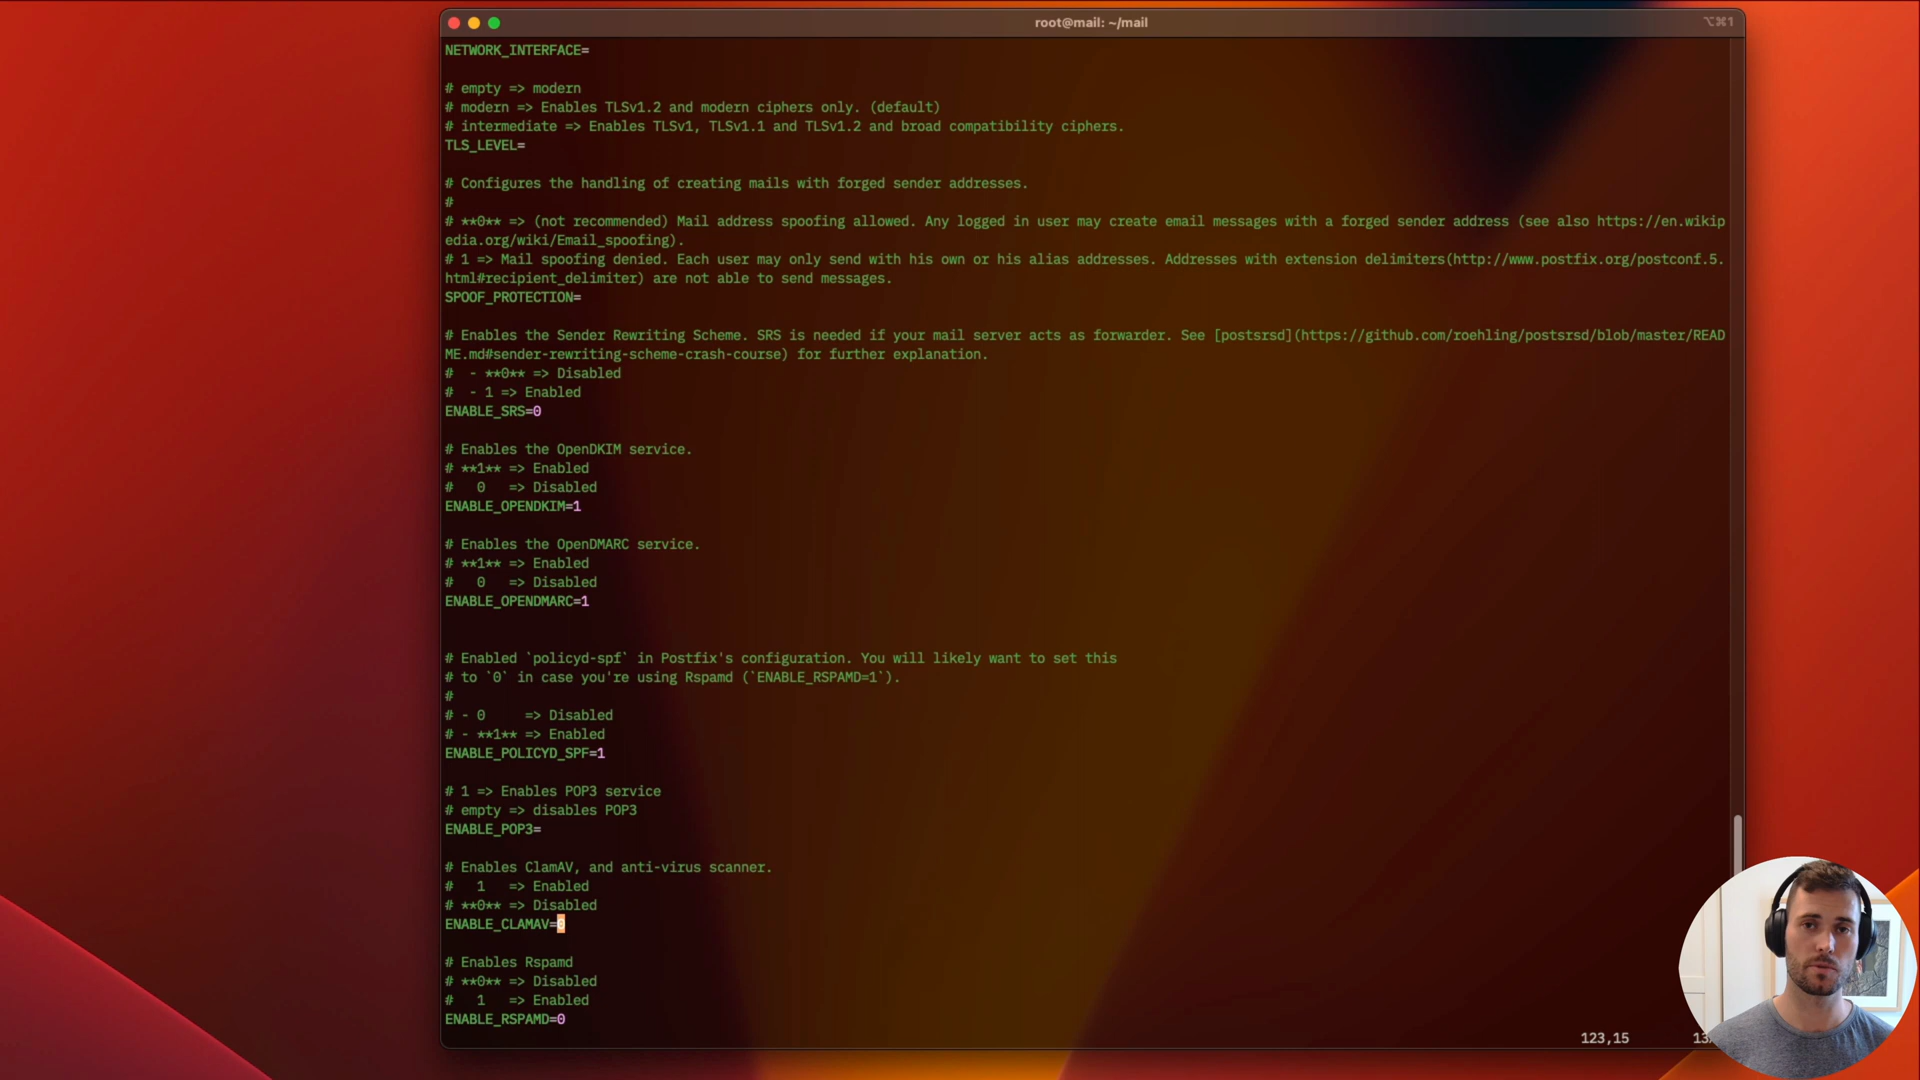 root@mail: ~/mail
⌥⌘1
NETWORK_INTERFACE=
# empty => modern
# modern => Enables TLSv1.2 and modern ciphers only. (default)
# intermediate => Enables TLSv1, TLSv1.1 and TLSv1.2 and broad compatibility ciphers.
TLS_LEVEL=
# Configures the handling of creating mails with forged sender addresses.
#
# **0** => (not recommended) Mail address spoofing allowed. Any logged in user may create email messages with a forged sender address (see also https://en.wikip
edia.org/wiki/Email_spoofing).
# 1 => Mail spoofing denied. Each user may only send with his own or his alias addresses. Addresses with extension delimiters(http://www.postfix.org/postconf.5.
html#recipient_delimiter) are not able to send messages.
SPOOF_PROTECTION=
# Enables the Sender Rewriting Scheme. SRS is needed if your mail server acts as forwarder. See [postsrsd](https://github.com/roehling/postsrsd/blob/master/READ
ME.md#sender-rewriting-scheme-crash-course) for further explanation.
#  - **0** => Disabled
#  - 1 => Enabled
ENABLE_SRS=0
# Enables the OpenDKIM service.
# **1** => Enabled
#   0   => Disabled
ENABLE_OPENDKIM=1
# Enables the OpenDMARC service.
# **1** => Enabled
#   0   => Disabled
ENABLE_OPENDMARC=1
# Enabled `policyd-spf` in Postfix's configuration. You will likely want to set this
# to `0` in case you're using Rspamd (`ENABLE_RSPAMD=1`).
#
# - 0     => Disabled
# - **1** => Enabled
ENABLE_POLICYD_SPF=1
# 1 => Enables POP3 service
# empty => disables POP3
ENABLE_POP3=
# Enables ClamAV, and anti-virus scanner.
#   1   => Enabled
# **0** => Disabled
ENABLE_CLAMAV=0
# Enables Rspamd
# **0** => Disabled
#   1   => Enabled
ENABLE_RSPAMD=0
123,15